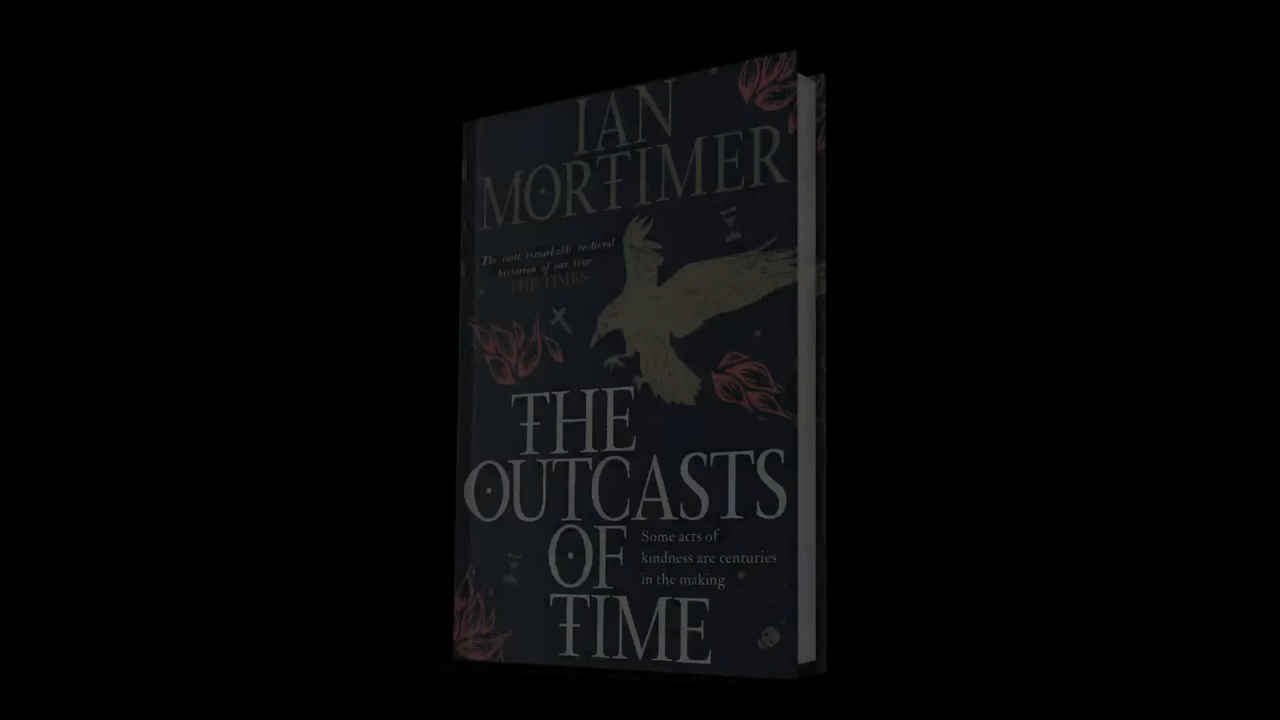 IAN
MORTIMER
The most remarkable medieval
historian of our time
THE TIMES
THE
OUTCASTS
OF
Some acts of
kindness are centuries
in the making
TIME